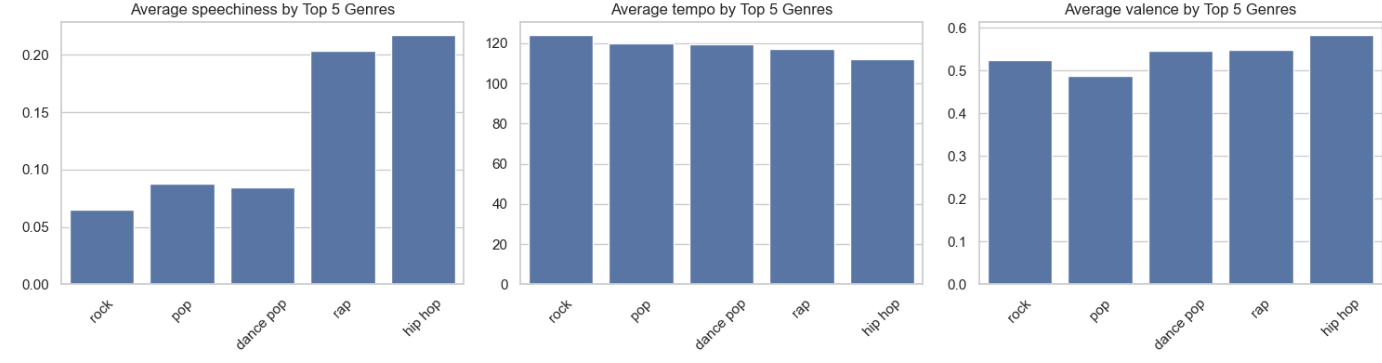 Average speechiness by Top 5 Genres
0.20
0.15
0.10
0.05
0.00
rock
pop
dance pop
rap
hip hop
Average tempo by Top 5 Genres
120
100
80
60
40
20
0
rock
pop
dance pop
rap
hip hop
Average valence by Top 5 Genres
0.6
0.5
0.4
0.3
0.2
0.1
0.0
rock
pop
dance pop
rap
hip hop